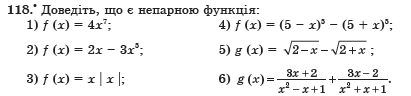 118.• Доведіть, що є непарною функція:
1) f (x) = 4x⁷; 4) f (x) = (5 − x)³ − (5 + x)³;
2) f (x) = 2x − 3x⁵; 5) g (x) = √(2−x) − √(2+x) ;
3) f (x) = x | x |; 6) g (x) = (3x + 2)/(x² − x + 1) + (3x − 2)/(x² + x + 1).